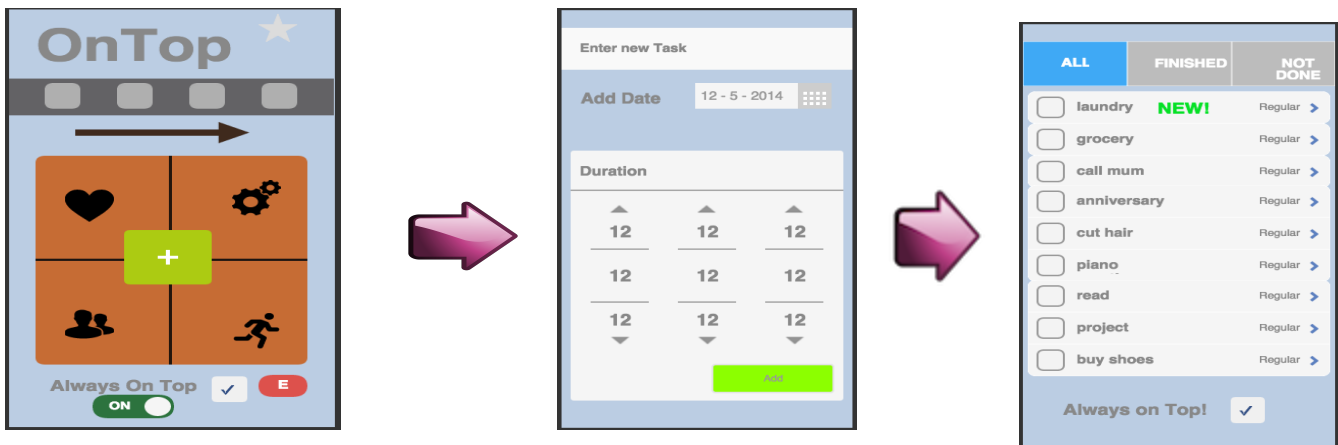 OnTop
+
Always On Top
E
ON
Enter new Task
Add Date 12 - 5 - 2014
Duration
12 12 12
12 12 12
12 12 12
Add
ALL FINISHED NOT DONE
laundry NEW! Regular
grocery Regular
call mum Regular
anniversary Regular
cut hair Regular
piano Regular
read Regular
project Regular
buy shoes Regular
Always on Top!